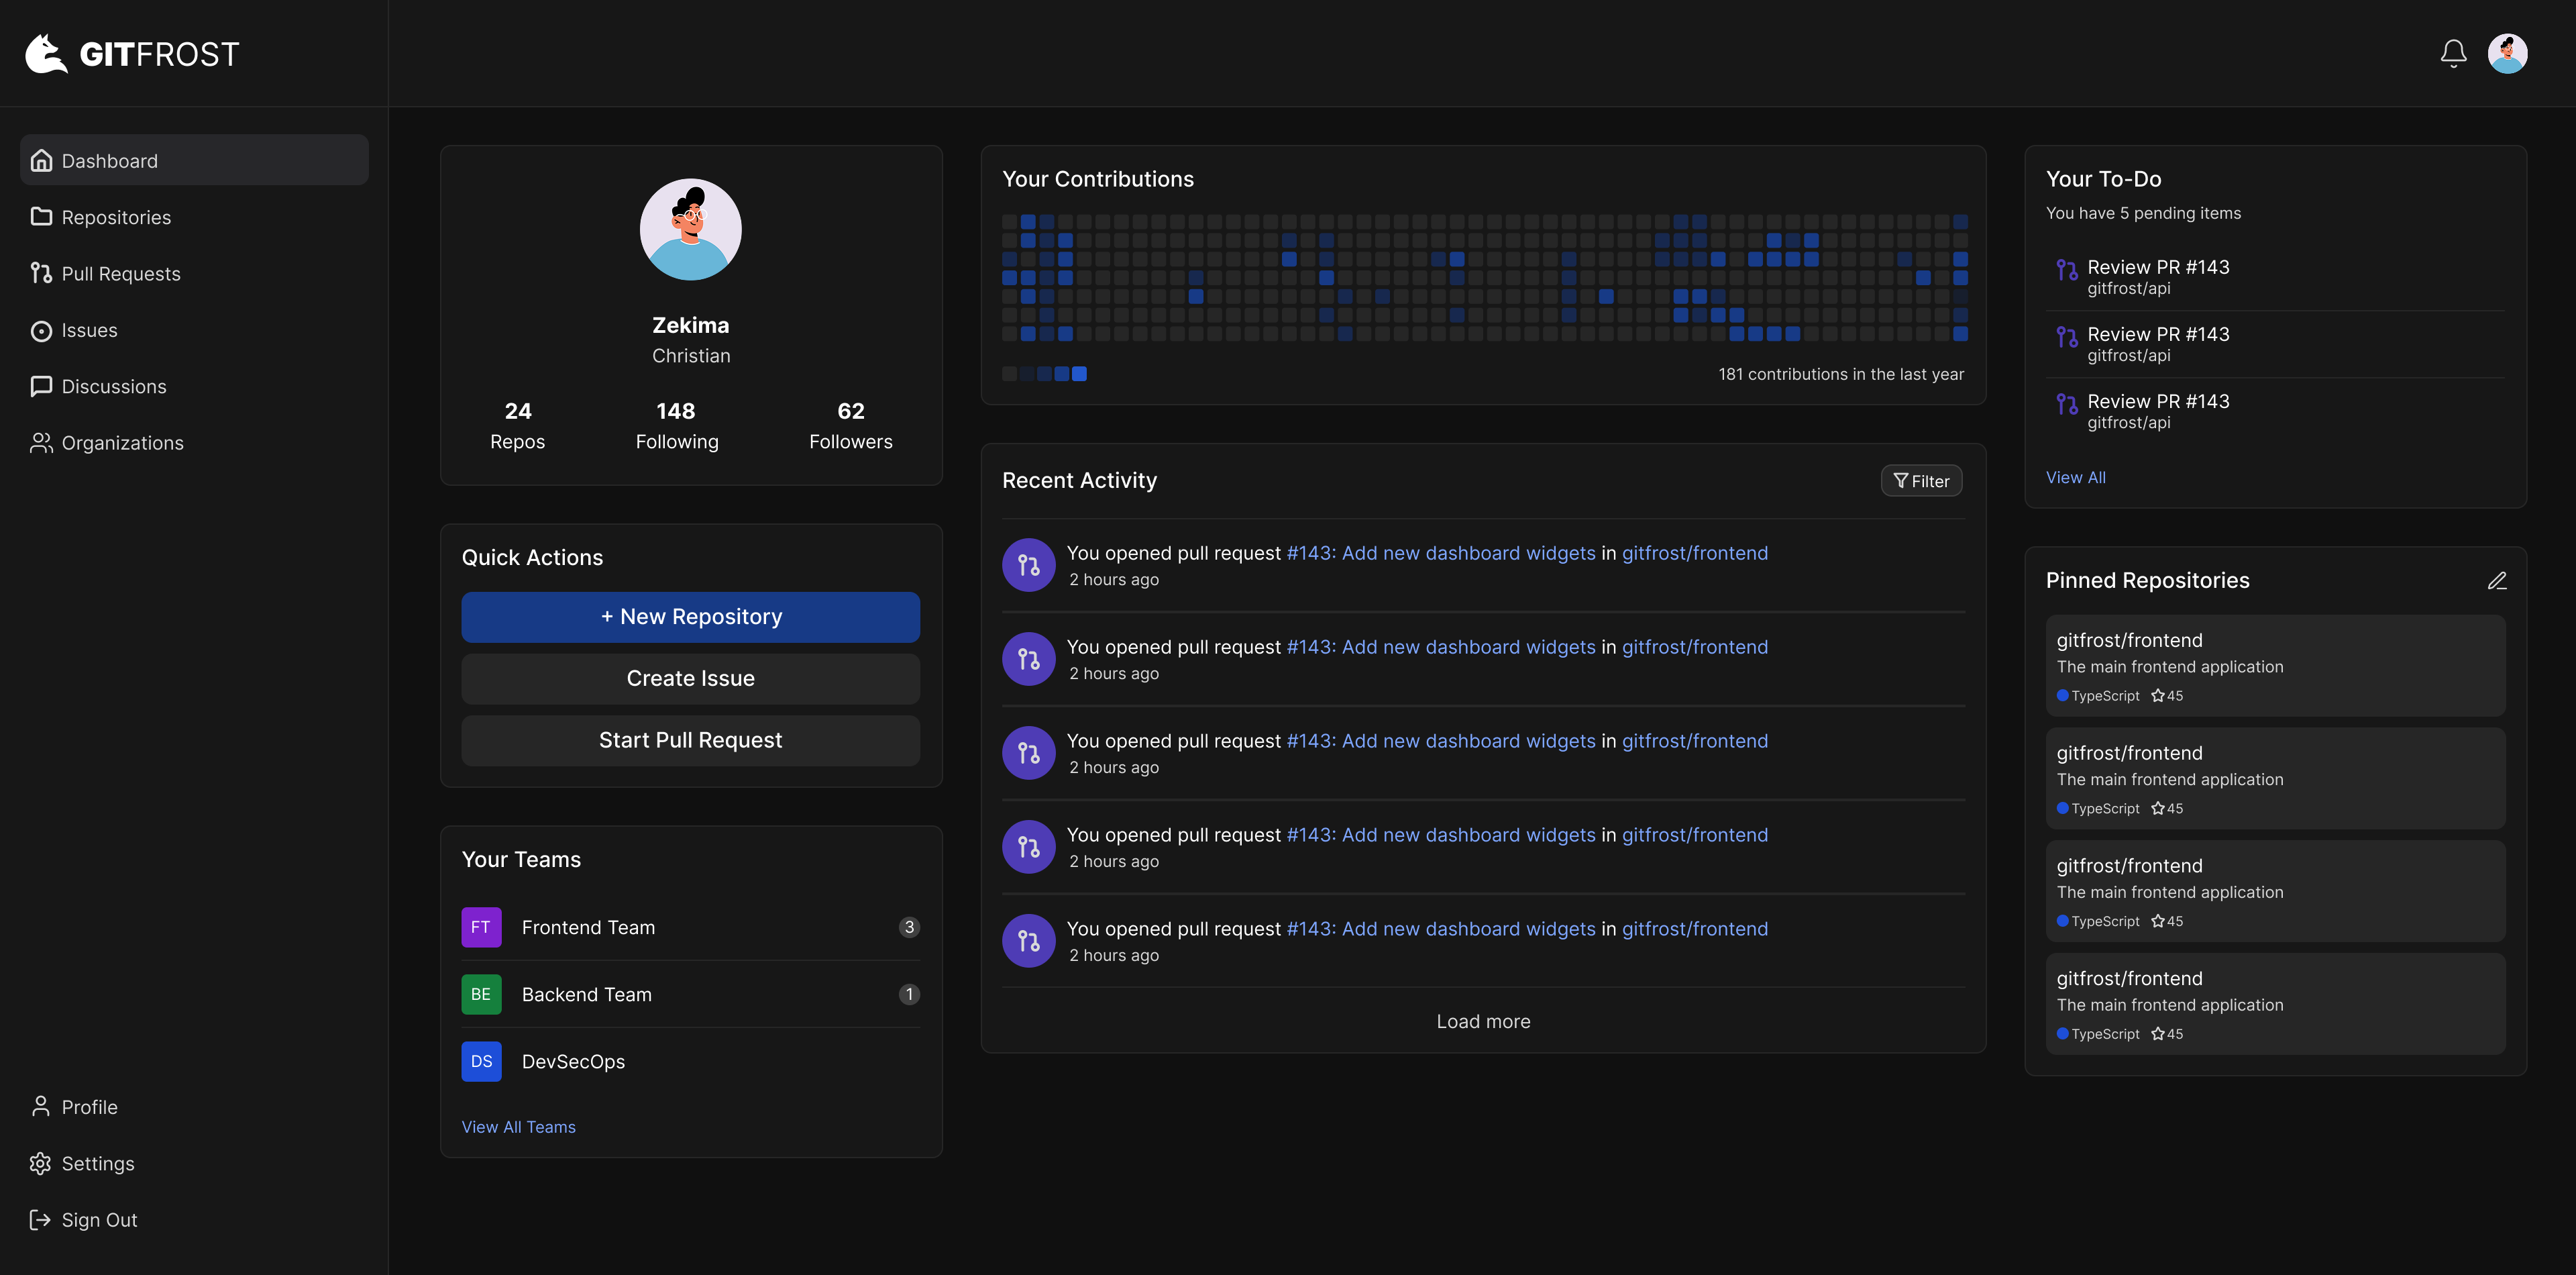 GITFROST
Dashboard
Repositories
Pull Requests
Issues
Discussions
Organizations
Profile
Settings
Sign Out
Zekima
Christian
24 148 62
Repos Following Followers
Quick Actions
+ New Repository
Create Issue
Start Pull Request
Your Teams
FT Frontend Team 3
BE Backend Team 1
DS DevSecOps
View All Teams
Your Contributions
181 contributions in the last year
Recent Activity Filter
You opened pull request #143: Add new dashboard widgets in gitfrost/frontend
2 hours ago
You opened pull request #143: Add new dashboard widgets in gitfrost/frontend
2 hours ago
You opened pull request #143: Add new dashboard widgets in gitfrost/frontend
2 hours ago
You opened pull request #143: Add new dashboard widgets in gitfrost/frontend
2 hours ago
You opened pull request #143: Add new dashboard widgets in gitfrost/frontend
2 hours ago
Load more
Your To-Do
You have 5 pending items
Review PR #143
gitfrost/api
Review PR #143
gitfrost/api
Review PR #143
gitfrost/api
View All
Pinned Repositories
gitfrost/frontend
The main frontend application
TypeScript 45
gitfrost/frontend
The main frontend application
TypeScript 45
gitfrost/frontend
The main frontend application
TypeScript 45
gitfrost/frontend
The main frontend application
TypeScript 45